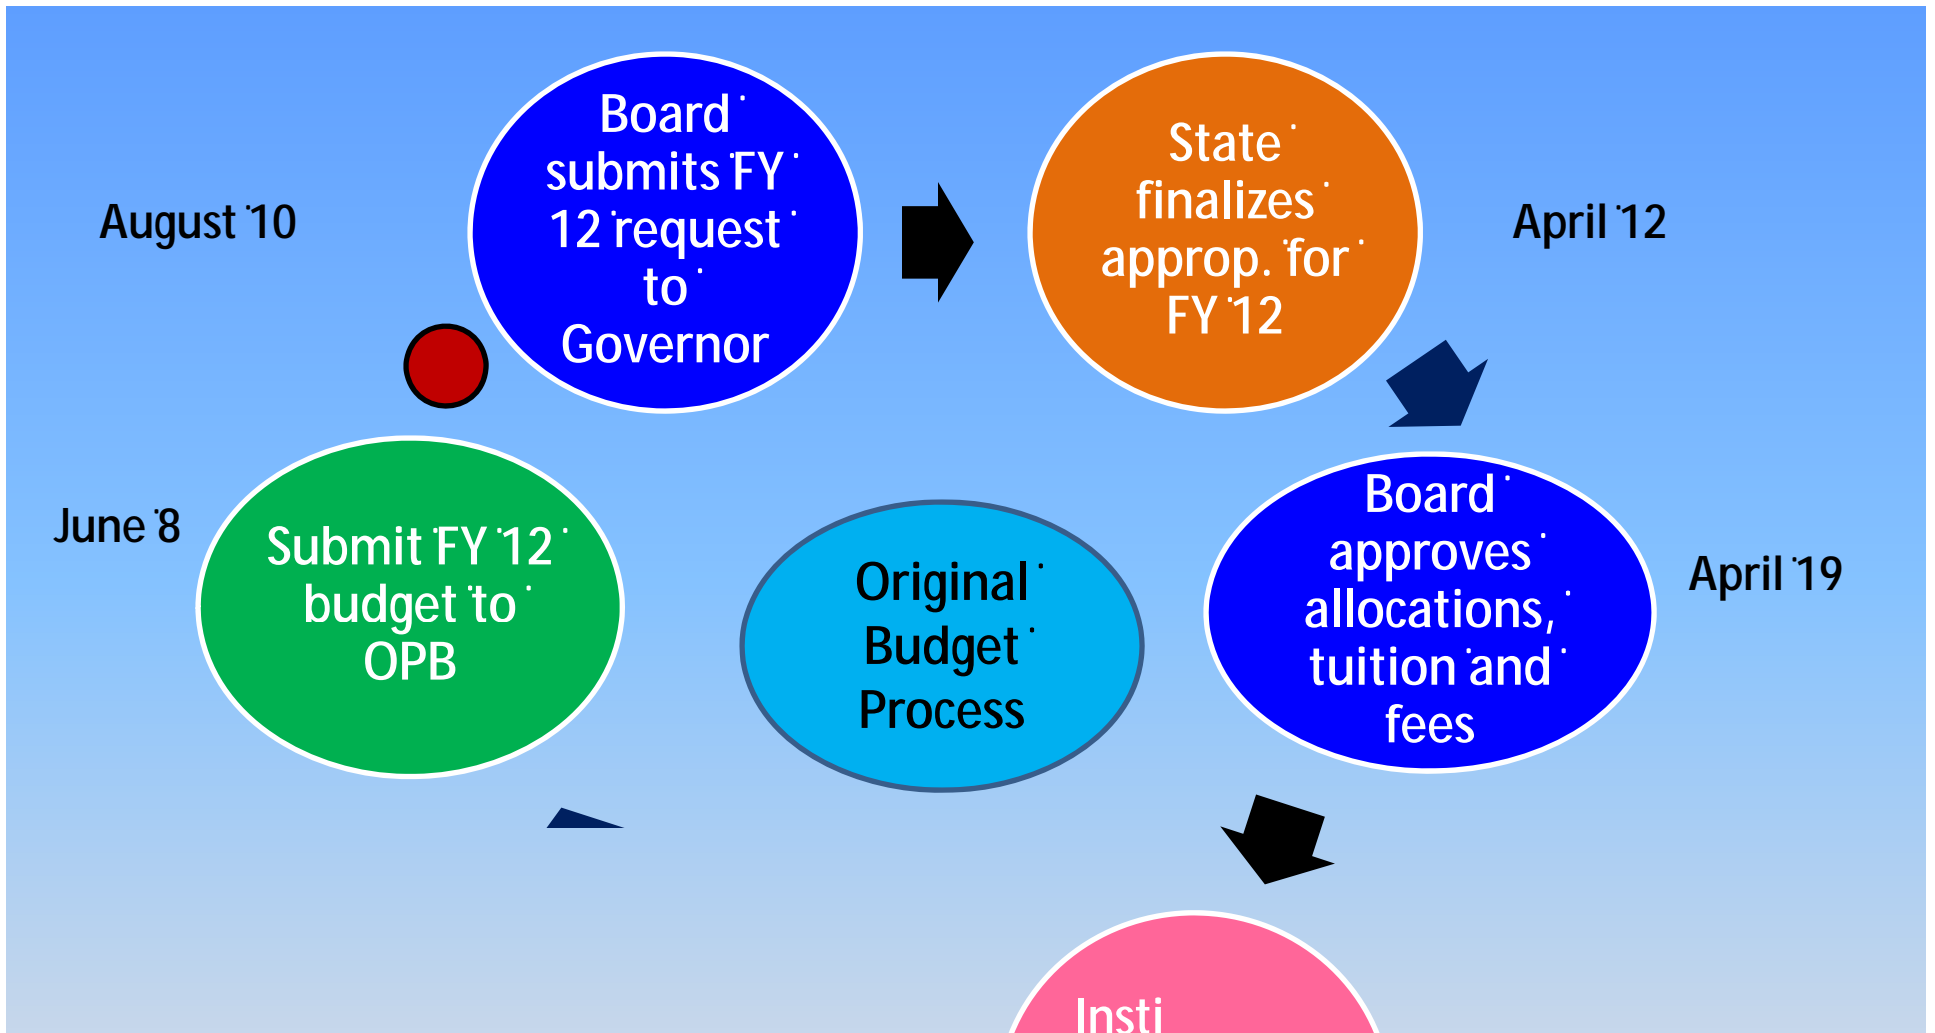 August 10
Board
submits FY
12 request
to
Governor
State
finalizes
approp. for
FY 12
April 12
June 8
Submit FY 12
budget to
OPB
Original
Budget
Process
Board
approves
allocations,
tuition and
fees
April 19
Insti